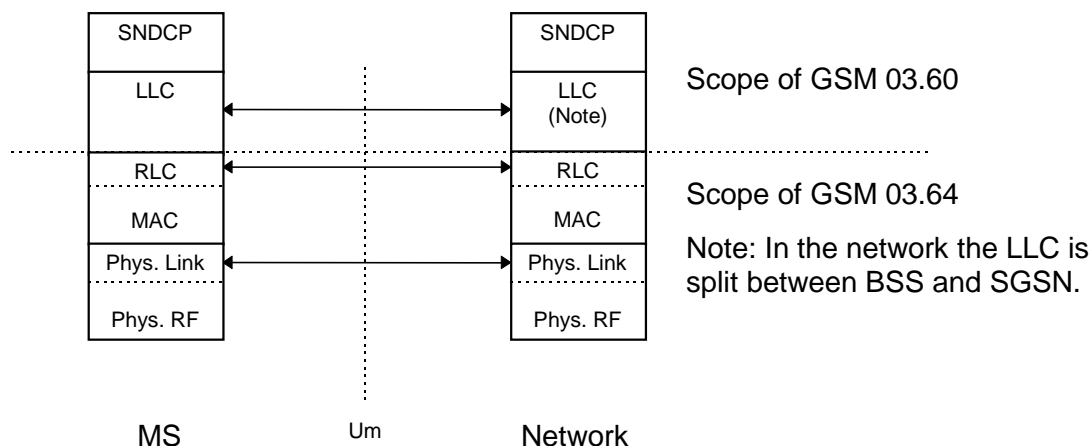 SNDCP
LLC
RLC
MAC
Phys. Link
Phys. RF
MS
Um
SNDCP
LLC
(Note)
RLC
MAC
Phys. Link
Phys. RF
Network
Scope of GSM 03.60
Scope of GSM 03.64
Note: In the network the LLC is
split between BSS and SGSN.